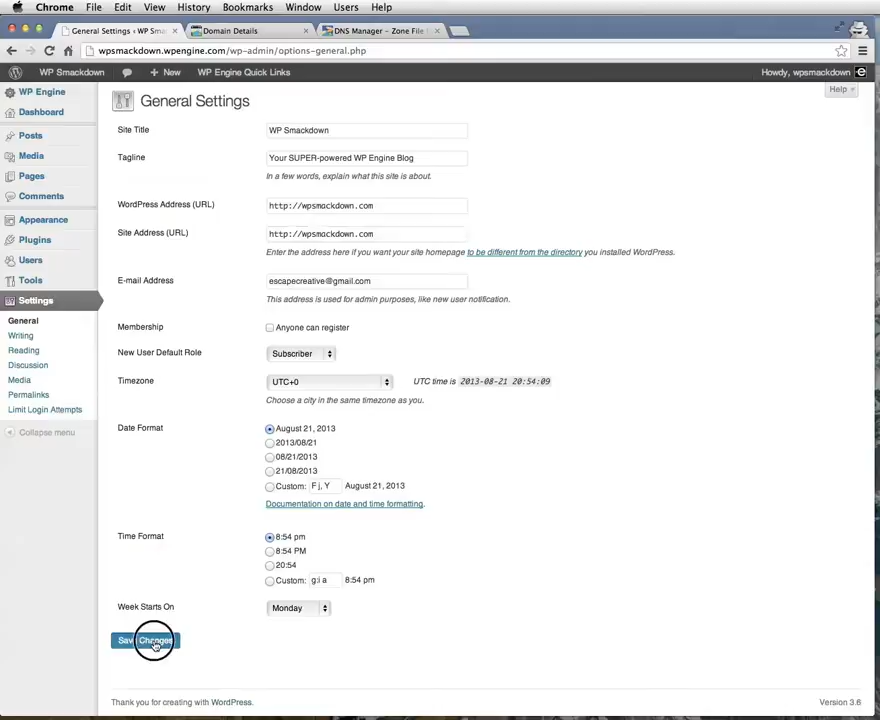 Chrome File Edit View History Bookmarks Window Users Help
General Settings ‹ WP Sm
Domain Details
DNS Manager - Zone File
wpsmackdown.wpengine.com/wp-admin/options-general.php
WP Smackdown + New WP Engine Quick Links Howdy, wpsmackdown
WP Engine
General Settings
Help
Dashboard
Site Title WP Smackdown
Posts
Media
Tagline Your SUPER-powered WP Engine Blog
Pages
In a few words, explain what this site is about.
Comments
WordPress Address (URL) http://wpsmackdown.com
Appearance
Site Address (URL) http://wpsmackdown.com
Plugins
Enter the address here if you want your site homepage to be different from the directory you installed WordPress.
Users
Tools
E-mail Address escapecreative@gmail.com
Settings
This address is used for admin purposes, like new user notification.
General
Membership Anyone can register
Writing
Reading
New User Default Role Subscriber
Discussion
Media
Timezone UTC+0 UTC time is 2013-08-21 20:54:09
Permalinks
Choose a city in the same timezone as you.
Limit Login Attempts
Collapse menu
Date Format August 21, 2013
2013/08/21
08/21/2013
21/08/2013
Custom: F j, Y August 21, 2013
Documentation on date and time formatting.
Time Format 8:54 pm
8:54 PM
20:54
Custom: g:i a 8:54 pm
Week Starts On Monday
Save Changes
Thank you for creating with WordPress. Version 3.6